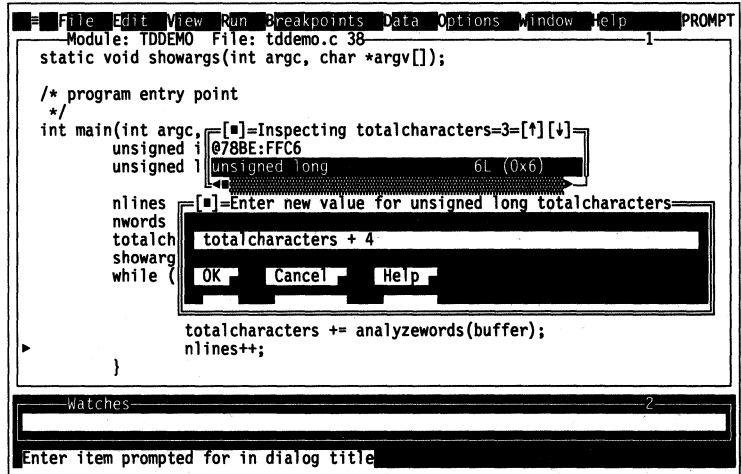 ≡ File Edit View Run Breakpoints Data Options Window Help PROMPT
Module: TDDEMO File: tddemo.c 38 1
static void showargs(int argc, char *argv[]);
/* program entry point
*/
int main(int argc,
unsigned i
unsigned l
[■]=Inspecting totalcharacters=3=[↑][↓]
@78BE:FFC6
unsigned long 6L (0x6)
nlines
nwords
totalch
showarg
while (
[■]=Enter new value for unsigned long totalcharacters
totalcharacters + 4
OK Cancel Help
totalcharacters += analyzewords(buffer);
nlines++;
}
Watches 2
Enter item prompted for in dialog title